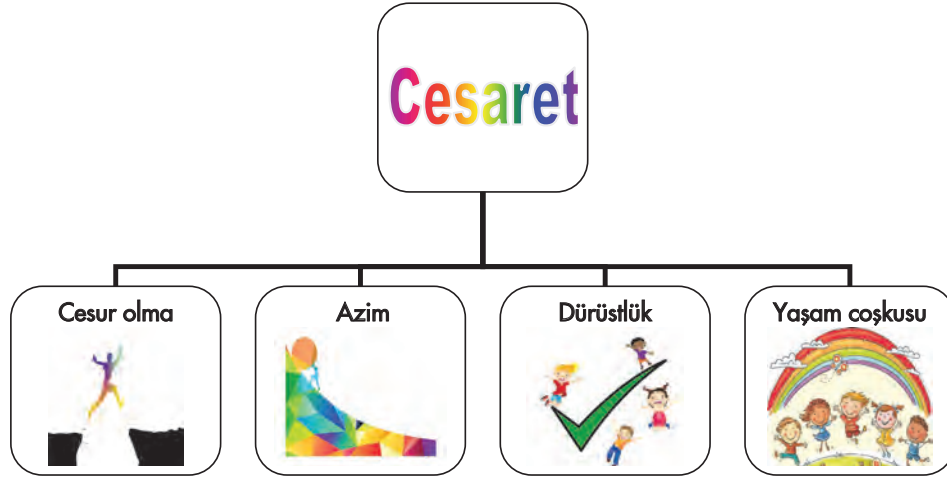 Cesaret
Cesur olma
Azim
Dürüstlük
Yaşam coşkusu